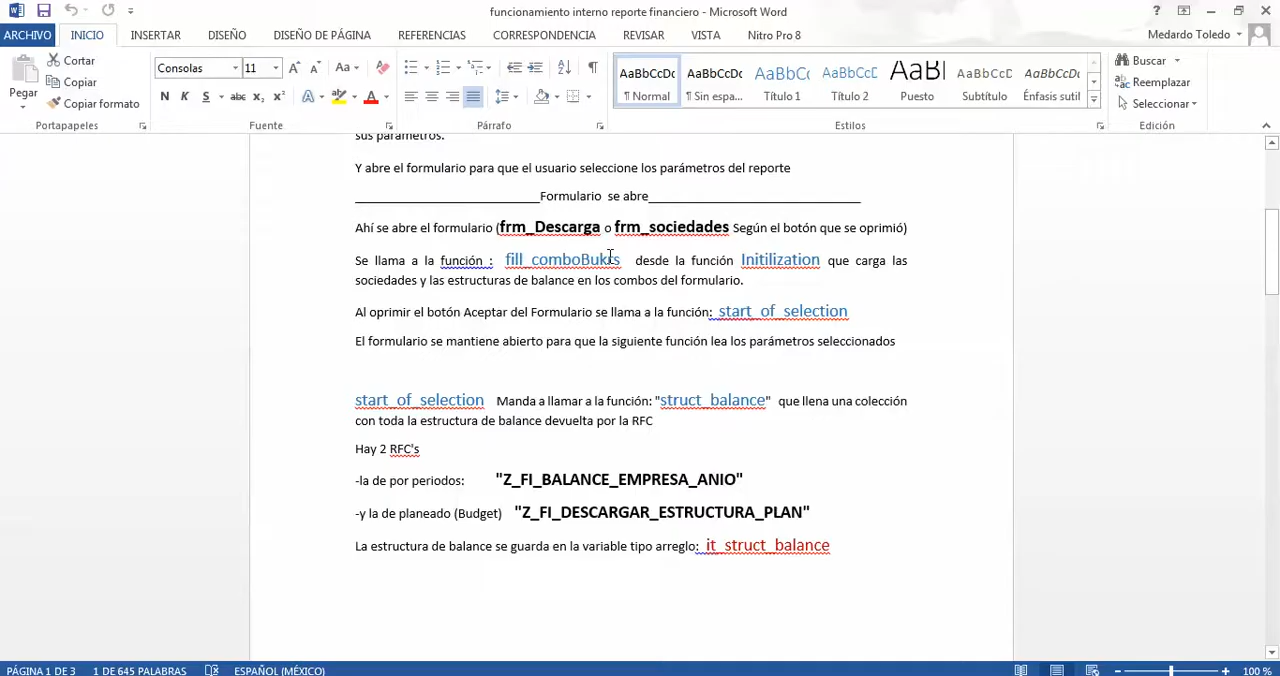 funcionamiento interno reporte financiero - Microsoft Word
ARCHIVO INICIO INSERTAR DISEÑO DISEÑO DE PÁGINA REFERENCIAS CORRESPONDENCIA REVISAR VISTA Nitro Pro 8 Medardo Toledo
Pegar
Cortar
Copiar
Copiar formato
Portapapeles
Consolas 11
Fuente
Párrafo
AaBbCcDc AaBbCcDc AaBbCc AaBbCcD AaBl AaBbCcD AaBbCcDc
¶ Normal ¶ Sin espa... Título 1 Título 2 Puesto Subtítulo Énfasis sutil
Estilos
Buscar
Reemplazar
Seleccionar
Edición
sus parámetros.
Y abre el formulario para que el usuario seleccione los parámetros del reporte
______________________________Formulario se abre__________________________________
Ahí se abre el formulario (frm_Descarga o frm_sociedades Según el botón que se oprimió)
Se llama a la función : fill_comboBukrs desde la función Initilization que carga las
sociedades y las estructuras de balance en los combos del formulario.
Al oprimir el botón Aceptar del Formulario se llama a la función: start_of_selection
El formulario se mantiene abierto para que la siguiente función lea los parámetros seleccionados
start_of_selection Manda a llamar a la función: "struct_balance" que llena una colección
con toda la estructura de balance devuelta por la RFC
Hay 2 RFC's
-la de por periodos: "Z_FI_BALANCE_EMPRESA_ANIO"
-y la de planeado (Budget) "Z_FI_DESCARGAR_ESTRUCTURA_PLAN"
La estructura de balance se guarda en la variable tipo arreglo: it_struct_balance
PÁGINA 1 DE 3 1 DE 645 PALABRAS ESPAÑOL (MÉXICO) 100 %